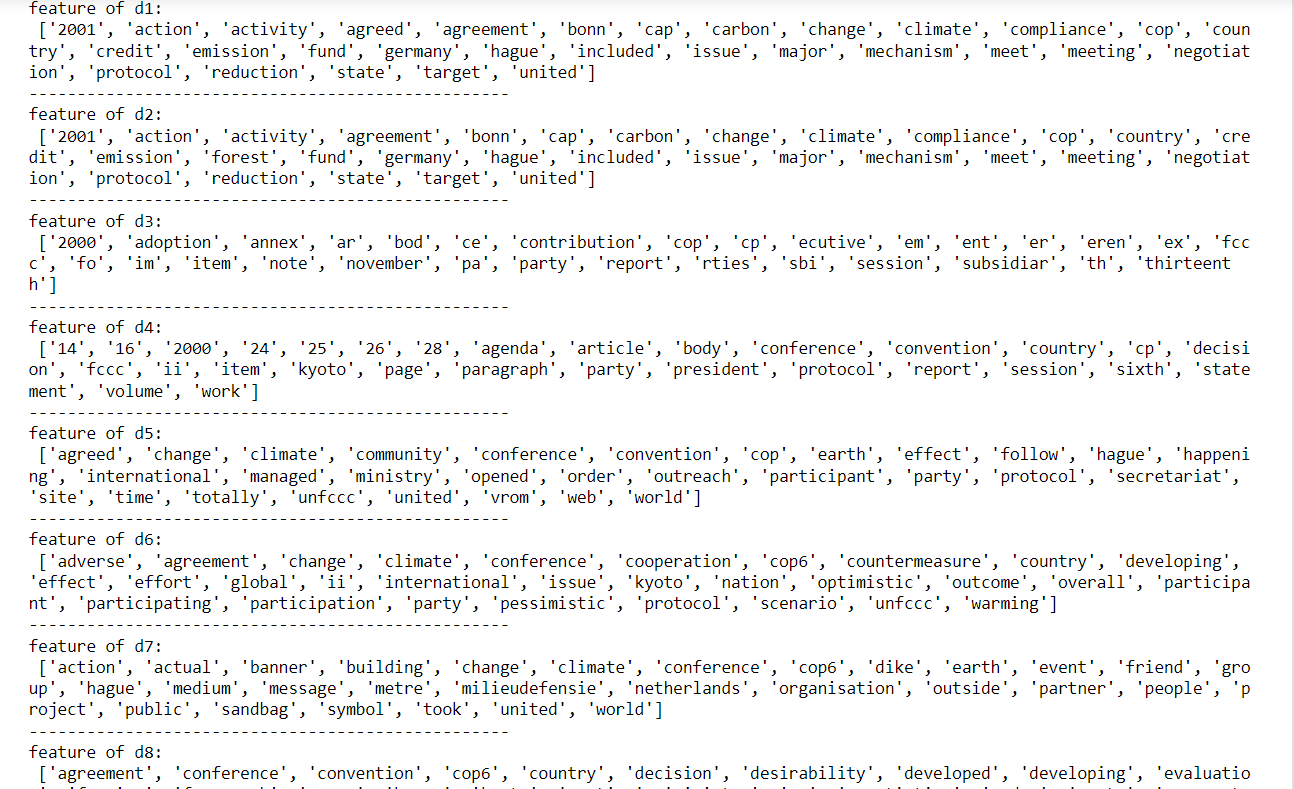 feature of d1:
['2001', 'action', 'activity', 'agreed', 'agreement', 'bonn', 'cap', 'carbon', 'change', 'climate', 'compliance', 'cop', 'coun
try', 'credit', 'emission', 'fund', 'germany', 'hague', 'included', 'issue', 'major', 'mechanism', 'meet', 'meeting', 'negotiat
ion', 'protocol', 'reduction', 'state', 'target', 'united']
--------------------------------------------------
feature of d2:
['2001', 'action', 'activity', 'agreement', 'bonn', 'cap', 'carbon', 'change', 'climate', 'compliance', 'cop', 'country', 'cre
dit', 'emission', 'forest', 'fund', 'germany', 'hague', 'included', 'issue', 'major', 'mechanism', 'meet', 'meeting', 'negotiat
ion', 'protocol', 'reduction', 'state', 'target', 'united']
--------------------------------------------------
feature of d3:
['2000', 'adoption', 'annex', 'ar', 'bod', 'ce', 'contribution', 'cop', 'cp', 'ecutive', 'em', 'ent', 'er', 'eren', 'ex', 'fcc
c', 'fo', 'im', 'item', 'note', 'november', 'pa', 'party', 'report', 'rties', 'sbi', 'session', 'subsidiar', 'th', 'thirteent
h']
--------------------------------------------------
feature of d4:
['14', '16', '2000', '24', '25', '26', '28', 'agenda', 'article', 'body', 'conference', 'convention', 'country', 'cp', 'decisi
on', 'fccc', 'ii', 'item', 'kyoto', 'page', 'paragraph', 'party', 'president', 'protocol', 'report', 'session', 'sixth', 'state
ment', 'volume', 'work']
--------------------------------------------------
feature of d5:
['agreed', 'change', 'climate', 'community', 'conference', 'convention', 'cop', 'earth', 'effect', 'follow', 'hague', 'happeni
ng', 'international', 'managed', 'ministry', 'opened', 'order', 'outreach', 'participant', 'party', 'protocol', 'secretariat',
'site', 'time', 'totally', 'unfccc', 'united', 'vrom', 'web', 'world']
--------------------------------------------------
feature of d6:
['adverse', 'agreement', 'change', 'climate', 'conference', 'cooperation', 'cop6', 'countermeasure', 'country', 'developing',
'effect', 'effort', 'global', 'ii', 'international', 'issue', 'kyoto', 'nation', 'optimistic', 'outcome', 'overall', 'participa
nt', 'participating', 'participation', 'party', 'pessimistic', 'protocol', 'scenario', 'unfccc', 'warming']
--------------------------------------------------
feature of d7:
['action', 'actual', 'banner', 'building', 'change', 'climate', 'conference', 'cop6', 'dike', 'earth', 'event', 'friend', 'gro
up', 'hague', 'medium', 'message', 'metre', 'milieudefensie', 'netherlands', 'organisation', 'outside', 'partner', 'people', 'p
roject', 'public', 'sandbag', 'symbol', 'took', 'united', 'world']
--------------------------------------------------
feature of d8:
['agreement', 'conference', 'convention', 'cop6', 'country', 'decision', 'desirability', 'developed', 'developing', 'evaluatio